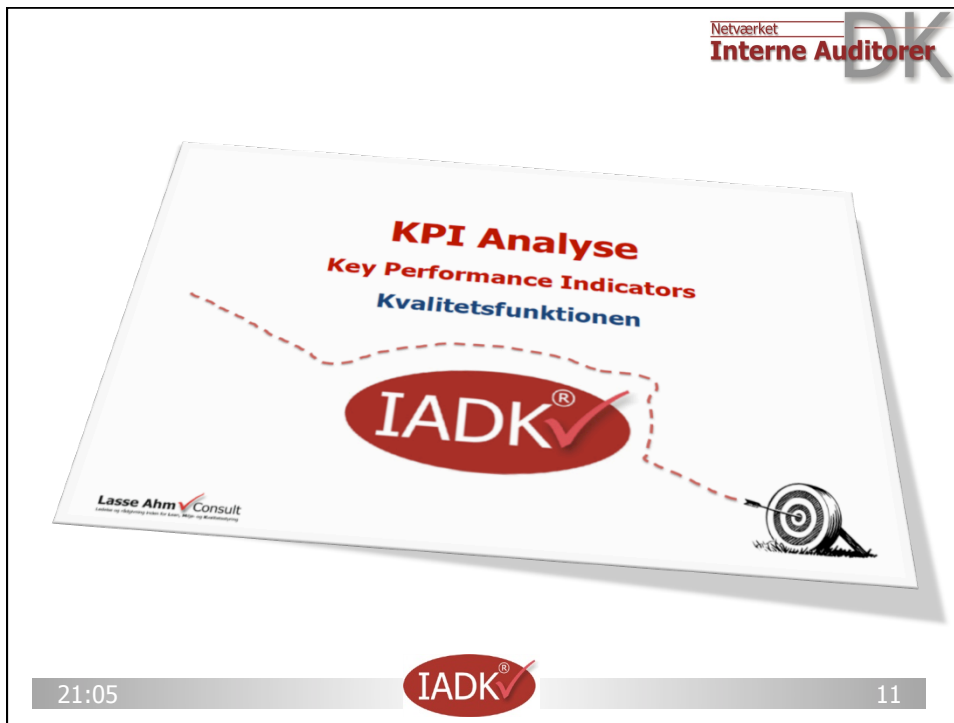 Netværket
Interne Auditorer
DK
KPI Analyse
Key Performance Indicators
Kvalitetsfunktionen
IADK®
Lasse Ahm Consult
21:05
IADK®
11